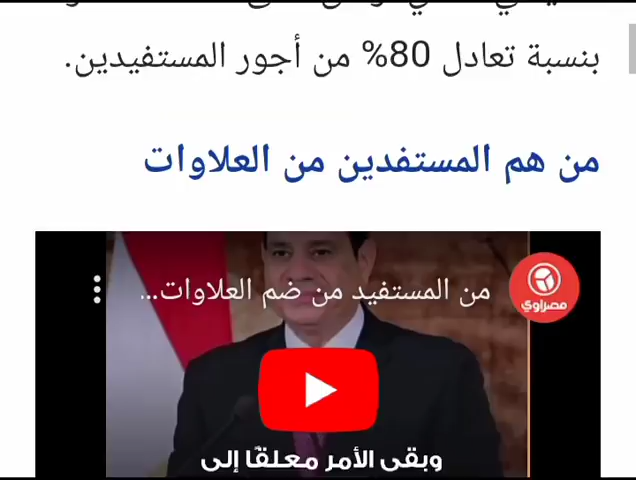 بنسبة تعادل 80% من أجور المستفيدين.
من هم المستفدين من العلاوات
من المستفيد من ضم العلاوات...
مصراوي
وبقى الأمر معلقًا إلى